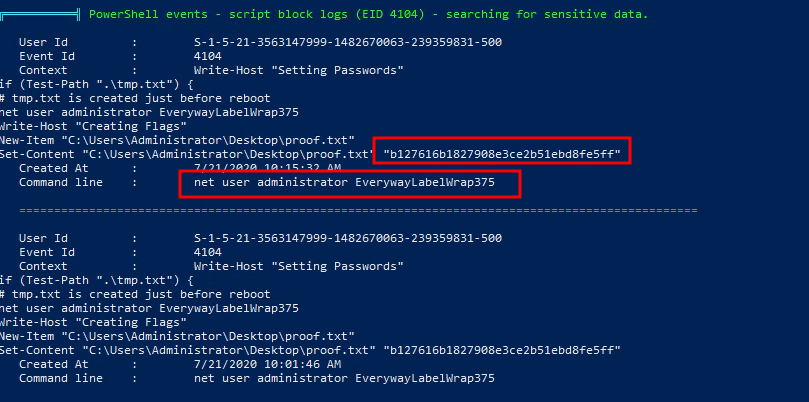 PowerShell events - script block logs (EID 4104) - searching for sensitive data.
User Id : S-1-5-21-3563147999-1482670063-239359831-500
Event Id : 4104
Context : Write-Host "Setting Passwords"
if (Test-Path ".\tmp.txt") {
# tmp.txt is created just before reboot
net user administrator EverywayLabelWrap375
Write-Host "Creating Flags"
New-Item "C:\Users\Administrator\Desktop\proof.txt"
Set-Content "C:\Users\Administrator\Desktop\proof.txt" "b127616b1827908e3ce2b51ebd8fe5ff"
Created At : 7/21/2020 10:15:32 AM
Command line : net user administrator EverywayLabelWrap375
================================================================================
User Id : S-1-5-21-3563147999-1482670063-239359831-500
Event Id : 4104
Context : Write-Host "Setting Passwords"
if (Test-Path ".\tmp.txt") {
# tmp.txt is created just before reboot
net user administrator EverywayLabelWrap375
Write-Host "Creating Flags"
New-Item "C:\Users\Administrator\Desktop\proof.txt"
Set-Content "C:\Users\Administrator\Desktop\proof.txt" "b127616b1827908e3ce2b51ebd8fe5ff"
Created At : 7/21/2020 10:01:46 AM
Command line : net user administrator EverywayLabelWrap375